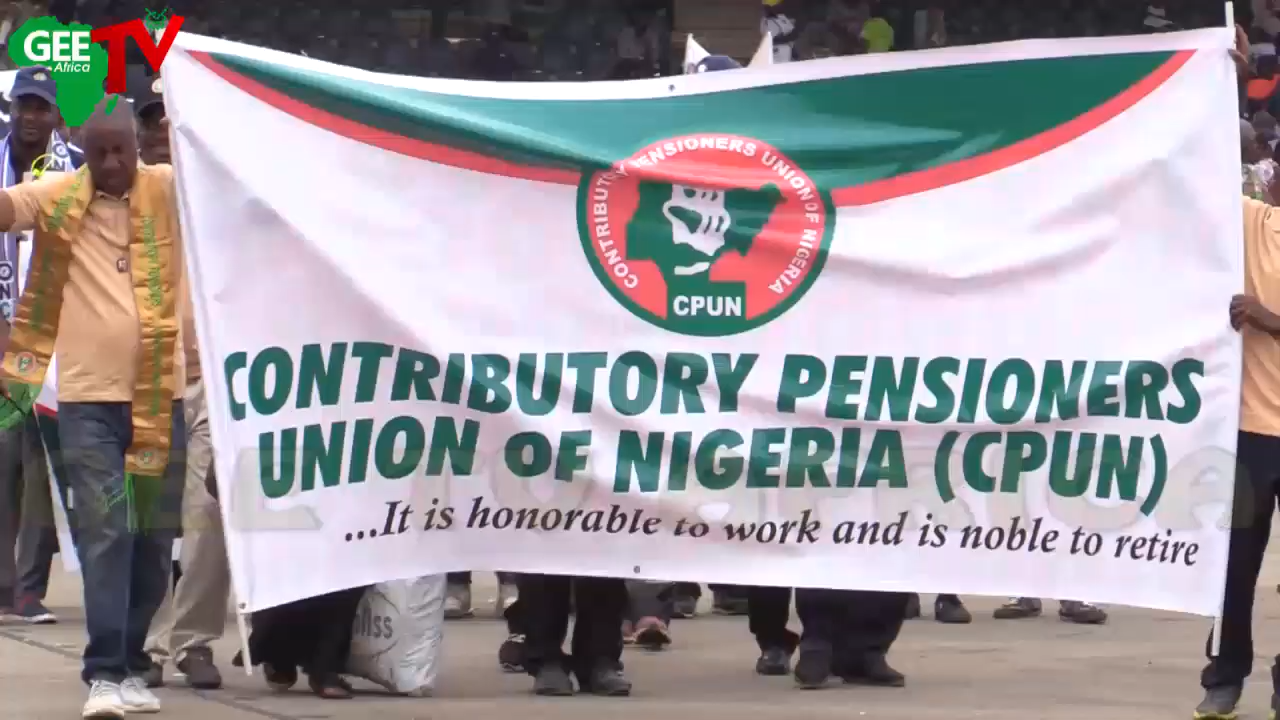 GEE TV
Africa
CONTRIBUTORY PENSIONERS UNION OF NIGERIA
CPUN
CONTRIBUTORY PENSIONERS
UNION OF NIGERIA (CPUN)
...It is honorable to work and is noble to retire